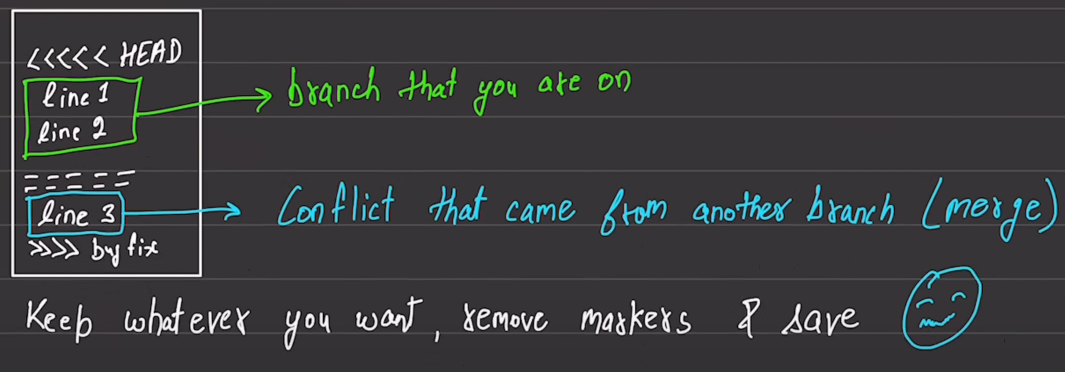 <<<<< HEAD
line 1
line 2
branch that you are on
=====
line 3
Conflict that came from another branch (merge)
>>>> bug fix
Keep whatever you want, remove markers & save